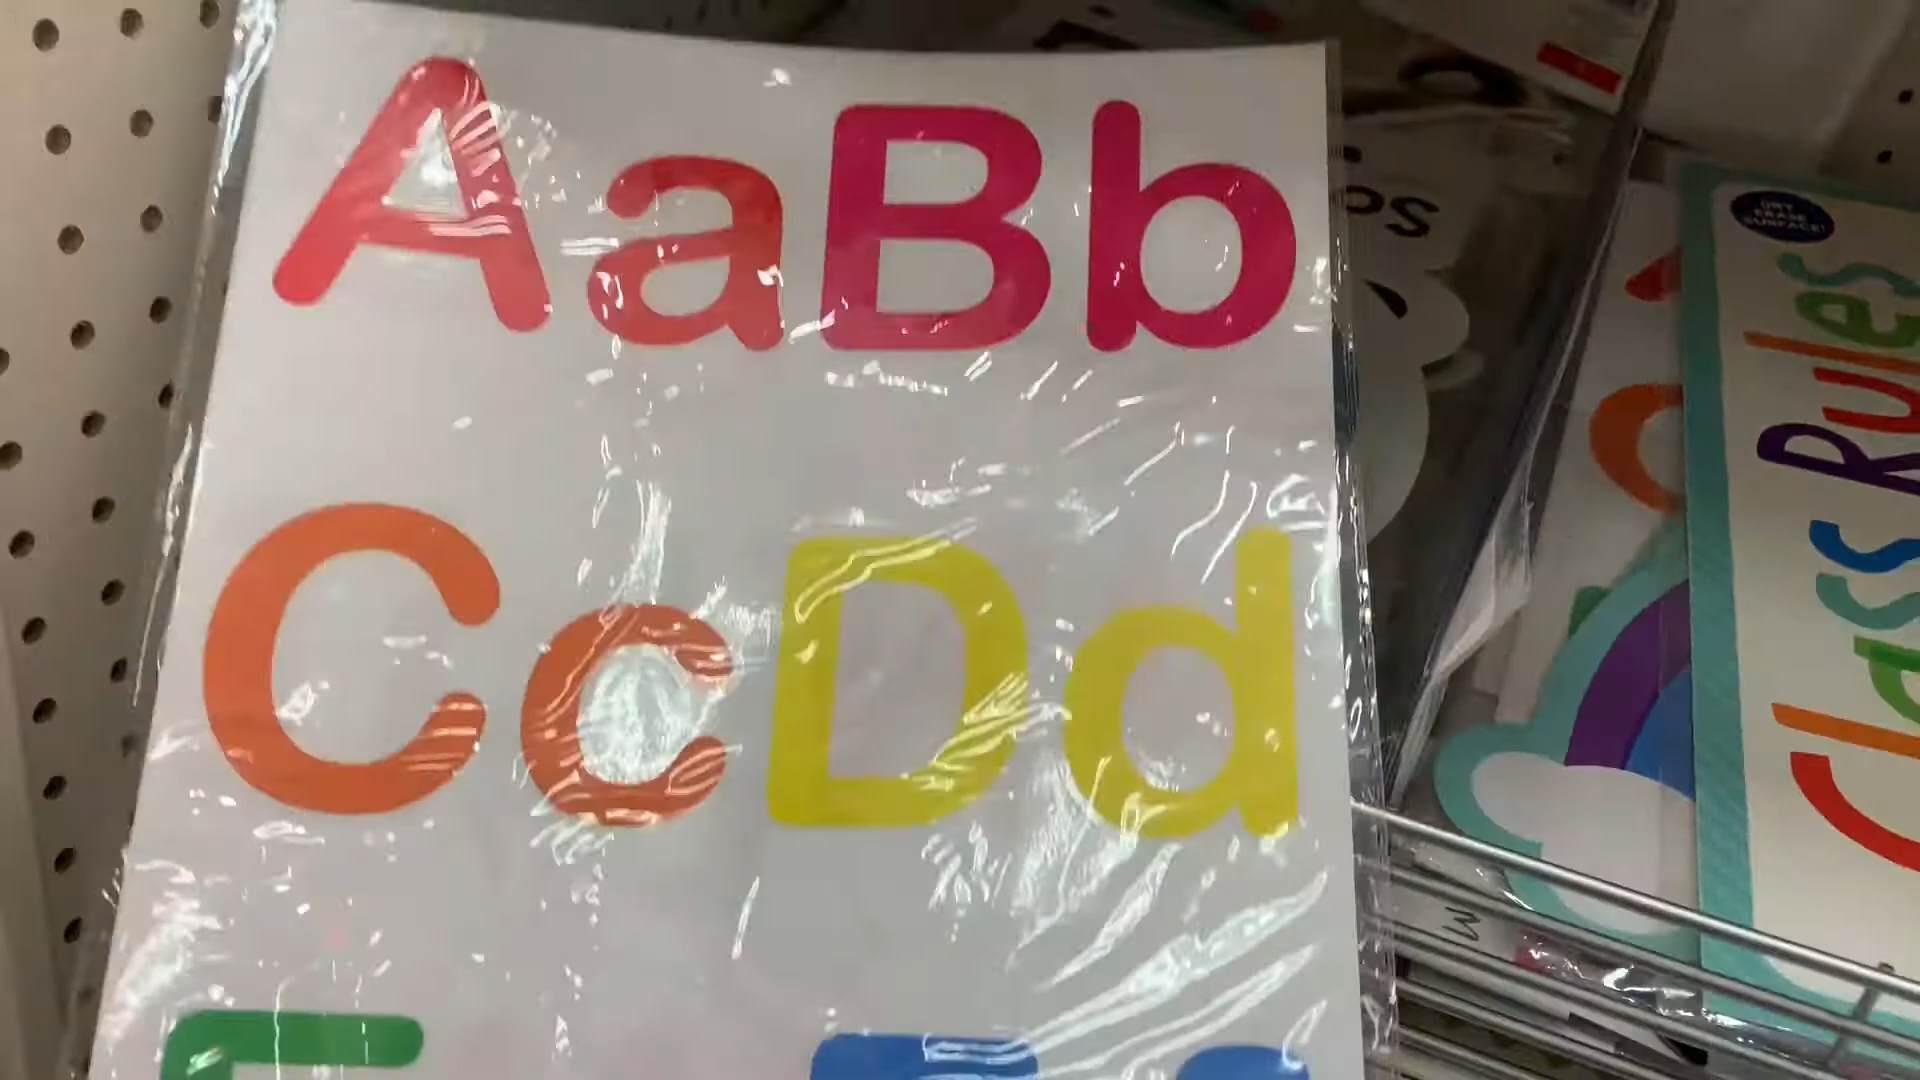 AaBb
CcDd
DRY
ERASE
SURFACE!
Class Rules